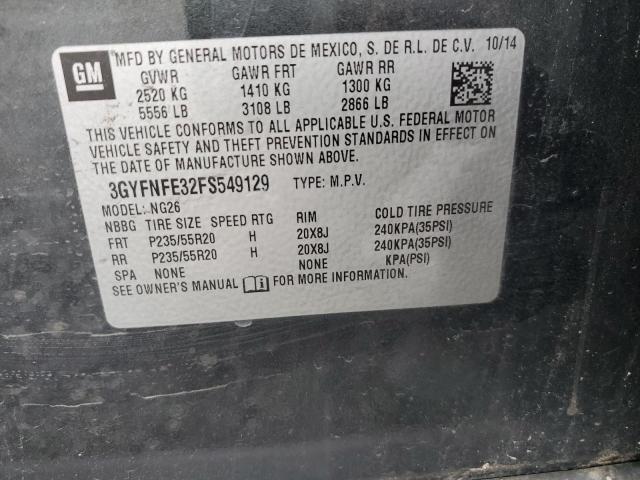 GM
MFD BY GENERAL MOTORS DE MEXICO, S. DE R.L. DE C.V. 10/14
GVWR GAWR FRT GAWR RR
2520 KG 1410 KG 1300 KG
5556 LB 3108 LB 2866 LB
THIS VEHICLE CONFORMS TO ALL APPLICABLE U.S. FEDERAL MOTOR
VEHICLE SAFETY AND THEFT PREVENTION STANDARDS IN EFFECT ON
THE DATE OF MANUFACTURE SHOWN ABOVE.
3GYFNFE32FS549129 TYPE: M.P.V.
MODEL: NG26
NBBG TIRE SIZE SPEED RTG RIM COLD TIRE PRESSURE
FRT P235/55R20 H 20X8J 240KPA(35PSI)
RR P235/55R20 H 20X8J 240KPA(35PSI)
SPA NONE NONE KPA(PSI)
SEE OWNER'S MANUAL FOR MORE INFORMATION.